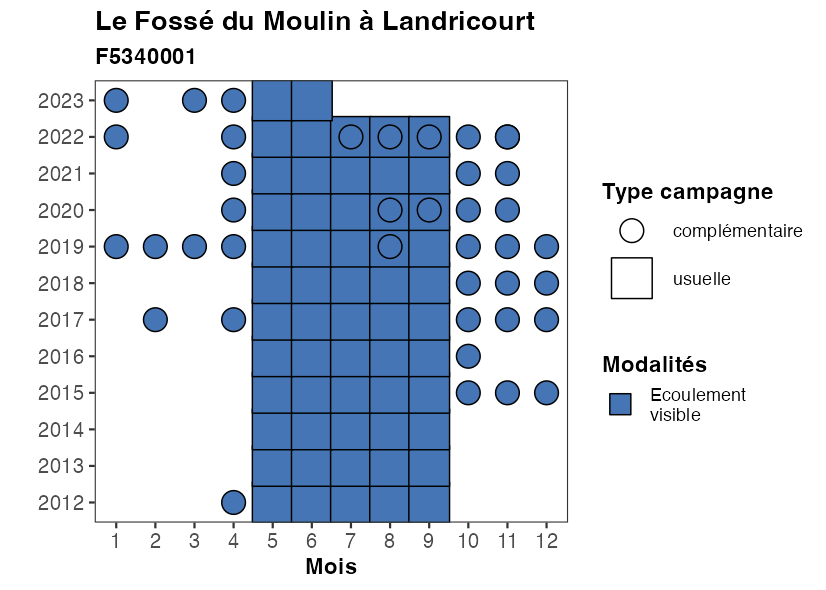 Le Fossé du Moulin à Landricourt
F5340001
2023
2022
2021
2020
2019
2018
2017
2016
2015
2014
2013
2012
1 2 3 4 5 6 7 8 9 10 11 12
Mois
Type campagne
complémentaire
usuelle
Modalités
Ecoulement
visible